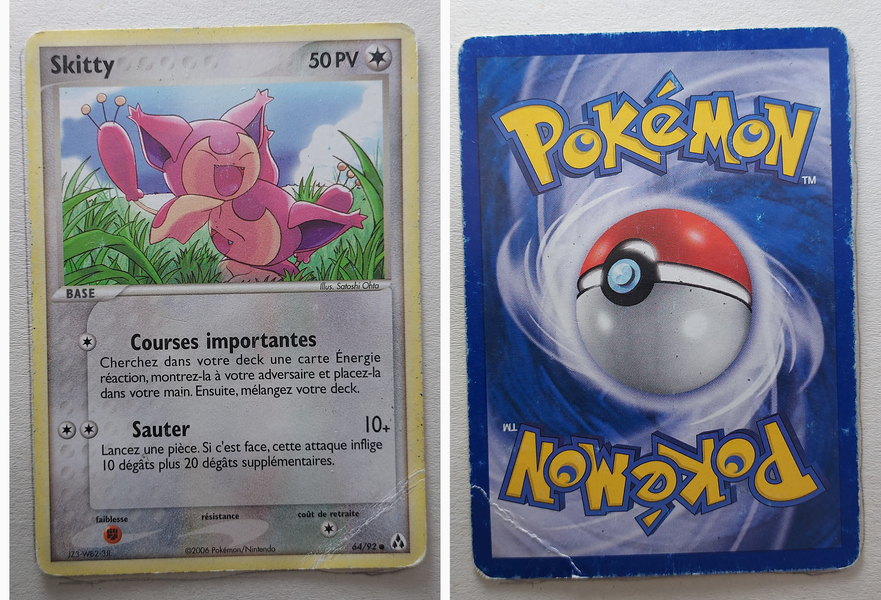 Skitty 50 PV
Illus. Satoshi Ohta
BASE
Courses importantes
Cherchez dans votre deck une carte Énergie
réaction, montrez-la à votre adversaire et placez-la
dans votre main. Ensuite, mélangez votre deck.
Sauter 10+
Lancez une pièce. Si c'est face, cette attaque inflige
10 dégâts plus 20 dégâts supplémentaires.
faiblesse résistance coût de retraite
JZ3-WB2-38 ©2006 Pokémon/Nintendo 64/92
POKéMON
TM
TM
POKéMON